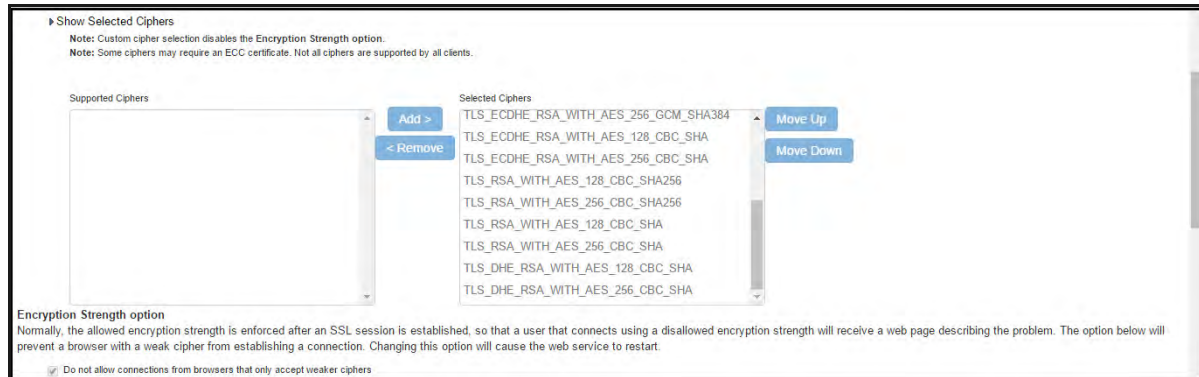 Show Selected Ciphers
Note: Custom cipher selection disables the Encryption Strength option.
Note: Some ciphers may require an ECC certificate. Not all ciphers are supported by all clients.
Supported Ciphers
Selected Ciphers
Add >
< Remove
TLS_ECDHE_RSA_WITH_AES_256_GCM_SHA384
TLS_ECDHE_RSA_WITH_AES_128_CBC_SHA
TLS_ECDHE_RSA_WITH_AES_256_CBC_SHA
TLS_RSA_WITH_AES_128_CBC_SHA256
TLS_RSA_WITH_AES_256_CBC_SHA256
TLS_RSA_WITH_AES_128_CBC_SHA
TLS_RSA_WITH_AES_256_CBC_SHA
TLS_DHE_RSA_WITH_AES_128_CBC_SHA
TLS_DHE_RSA_WITH_AES_256_CBC_SHA
Move Up
Move Down
Encryption Strength option
Normally, the allowed encryption strength is enforced after an SSL session is established, so that a user that connects using a disallowed encryption strength will receive a web page describing the problem. The option below will
prevent a browser with a weak cipher from establishing a connection. Changing this option will cause the web service to restart.
Do not allow connections from browsers that only accept weaker ciphers